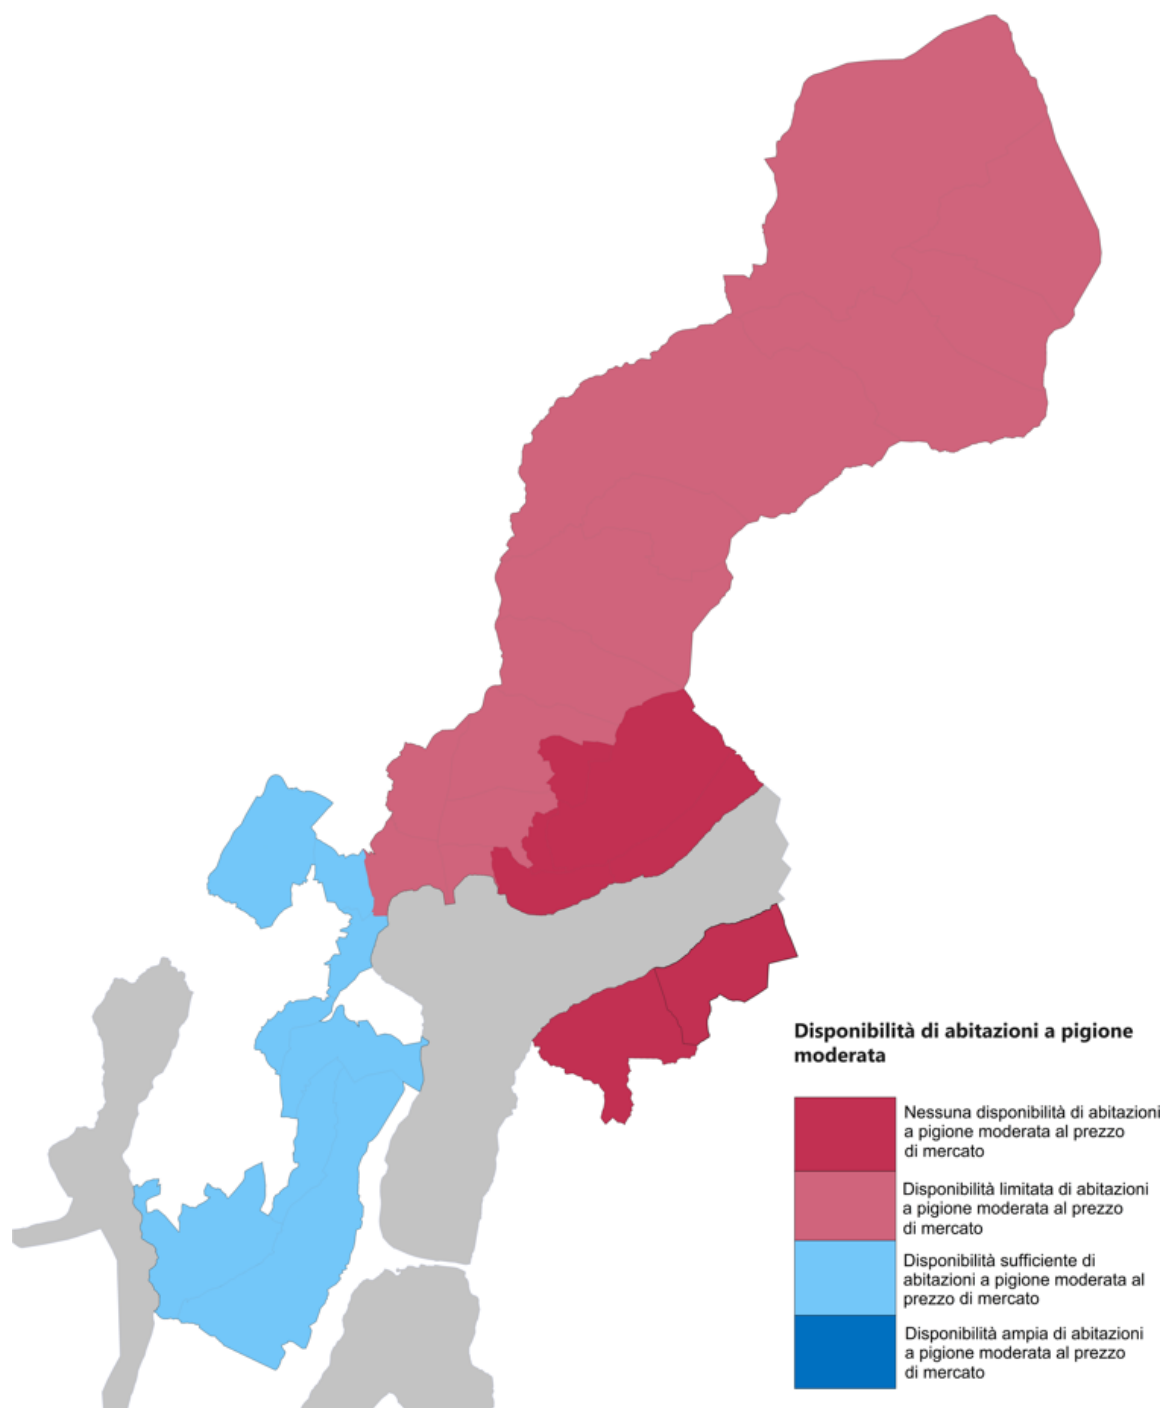 Disponibilità di abitazioni a pigione
moderata
Nessuna disponibilità di abitazioni
a pigione moderata al prezzo
di mercato
Disponibilità limitata di abitazioni
a pigione moderata al prezzo
di mercato
Disponibilità sufficiente di
abitazioni a pigione moderata al
prezzo di mercato
Disponibilità ampia di abitazioni
a pigione moderata al prezzo
di mercato